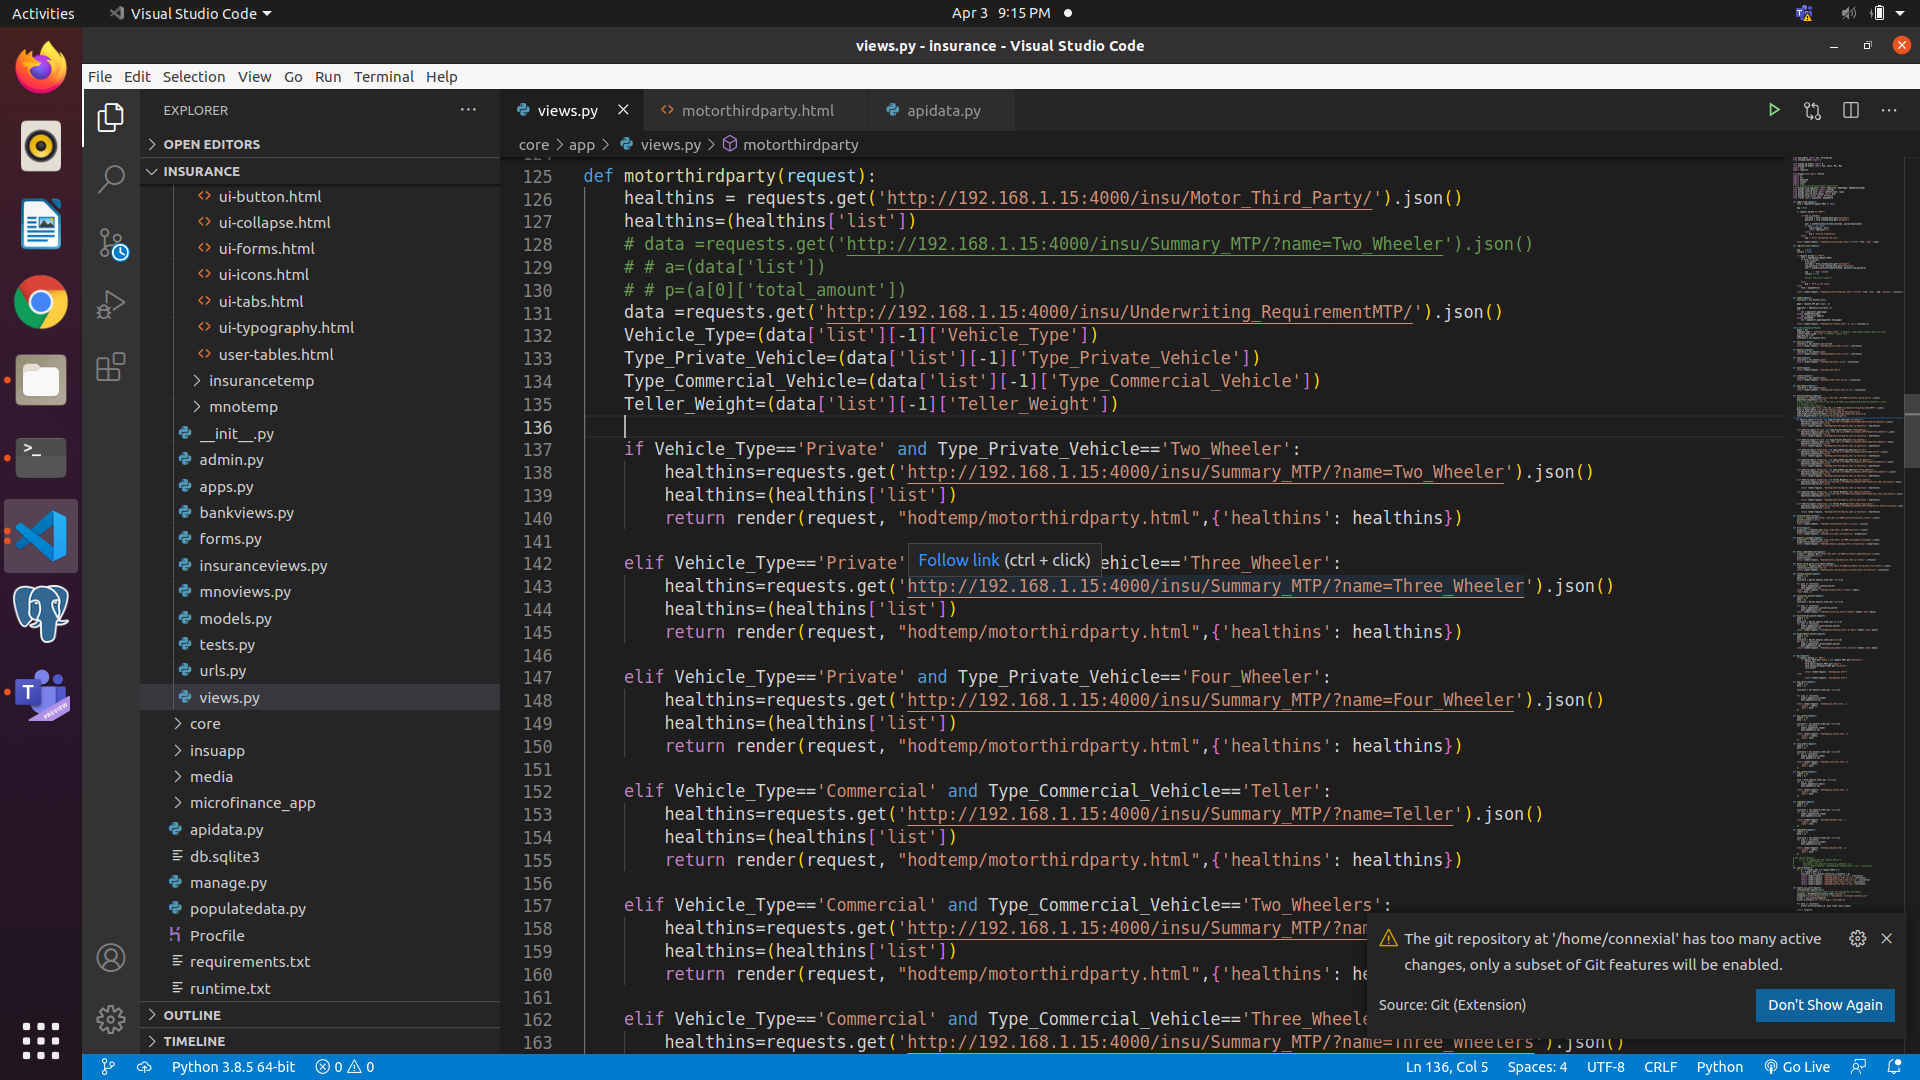 Activities
Visual Studio Code
Apr 3 9:15 PM
views.py - insurance - Visual Studio Code
File Edit Selection View Go Run Terminal Help
EXPLORER
OPEN EDITORS
INSURANCE
ui-button.html
ui-collapse.html
ui-forms.html
ui-icons.html
ui-tabs.html
ui-typography.html
user-tables.html
insurancetemp
mnotemp
__init__.py
admin.py
apps.py
bankviews.py
forms.py
insuranceviews.py
mnoviews.py
models.py
tests.py
urls.py
views.py
core
insuapp
media
microfinance_app
apidata.py
db.sqlite3
manage.py
populatedata.py
Procfile
requirements.txt
runtime.txt
OUTLINE
TIMELINE
views.py
motorthirdparty.html
apidata.py
core > app > views.py > motorthirdparty
125 def motorthirdparty(request):
126 healthins = requests.get('http://192.168.1.15:4000/insu/Motor_Third_Party/').json()
127 healthins=(healthins['list'])
128 # data =requests.get('http://192.168.1.15:4000/insu/Summary_MTP/?name=Two_Wheeler').json()
129 # # a=(data['list'])
130 # # p=(a[0]['total_amount'])
131 data =requests.get('http://192.168.1.15:4000/insu/Underwriting_RequirementMTP/').json()
132 Vehicle_Type=(data['list'][-1]['Vehicle_Type'])
133 Type_Private_Vehicle=(data['list'][-1]['Type_Private_Vehicle'])
134 Type_Commercial_Vehicle=(data['list'][-1]['Type_Commercial_Vehicle'])
135 Teller_Weight=(data['list'][-1]['Teller_Weight'])
136
137 if Vehicle_Type=='Private' and Type_Private_Vehicle=='Two_Wheeler':
138 healthins=requests.get('http://192.168.1.15:4000/insu/Summary_MTP/?name=Two_Wheeler').json()
139 healthins=(healthins['list'])
140 return render(request, "hodtemp/motorthirdparty.html",{'healthins': healthins})
141
Follow link (ctrl + click)
142 elif Vehicle_Type=='Private' ehicle=='Three_Wheeler':
143 healthins=requests.get('http://192.168.1.15:4000/insu/Summary_MTP/?name=Three_Wheeler').json()
144 healthins=(healthins['list'])
145 return render(request, "hodtemp/motorthirdparty.html",{'healthins': healthins})
146
147 elif Vehicle_Type=='Private' and Type_Private_Vehicle=='Four_Wheeler':
148 healthins=requests.get('http://192.168.1.15:4000/insu/Summary_MTP/?name=Four_Wheeler').json()
149 healthins=(healthins['list'])
150 return render(request, "hodtemp/motorthirdparty.html",{'healthins': healthins})
151
152 elif Vehicle_Type=='Commercial' and Type_Commercial_Vehicle=='Teller':
153 healthins=requests.get('http://192.168.1.15:4000/insu/Summary_MTP/?name=Teller').json()
154 healthins=(healthins['list'])
155 return render(request, "hodtemp/motorthirdparty.html",{'healthins': healthins})
156
157 elif Vehicle_Type=='Commercial' and Type_Commercial_Vehicle=='Two_Wheelers':
158 healthins=requests.get('http://192.168.1.15:4000/insu/Summary_MTP/?nam
159 healthins=(healthins['list'])
160 return render(request, "hodtemp/motorthirdparty.html",{'healthins': he
161
162 elif Vehicle_Type=='Commercial' and Type_Commercial_Vehicle=='Three_Wheele
163 healthins=requests.get('http://192.168.1.15:4000/insu/Summary_MTP/?name=Three_Wheelers').json()
The git repository at '/home/connexial' has too many active
changes, only a subset of Git features will be enabled.
Source: Git (Extension)
Don't Show Again
Python 3.8.5 64-bit
0 0
Ln 136, Col 5
Spaces: 4
UTF-8
CRLF
Python
Go Live
T
PREVIEW